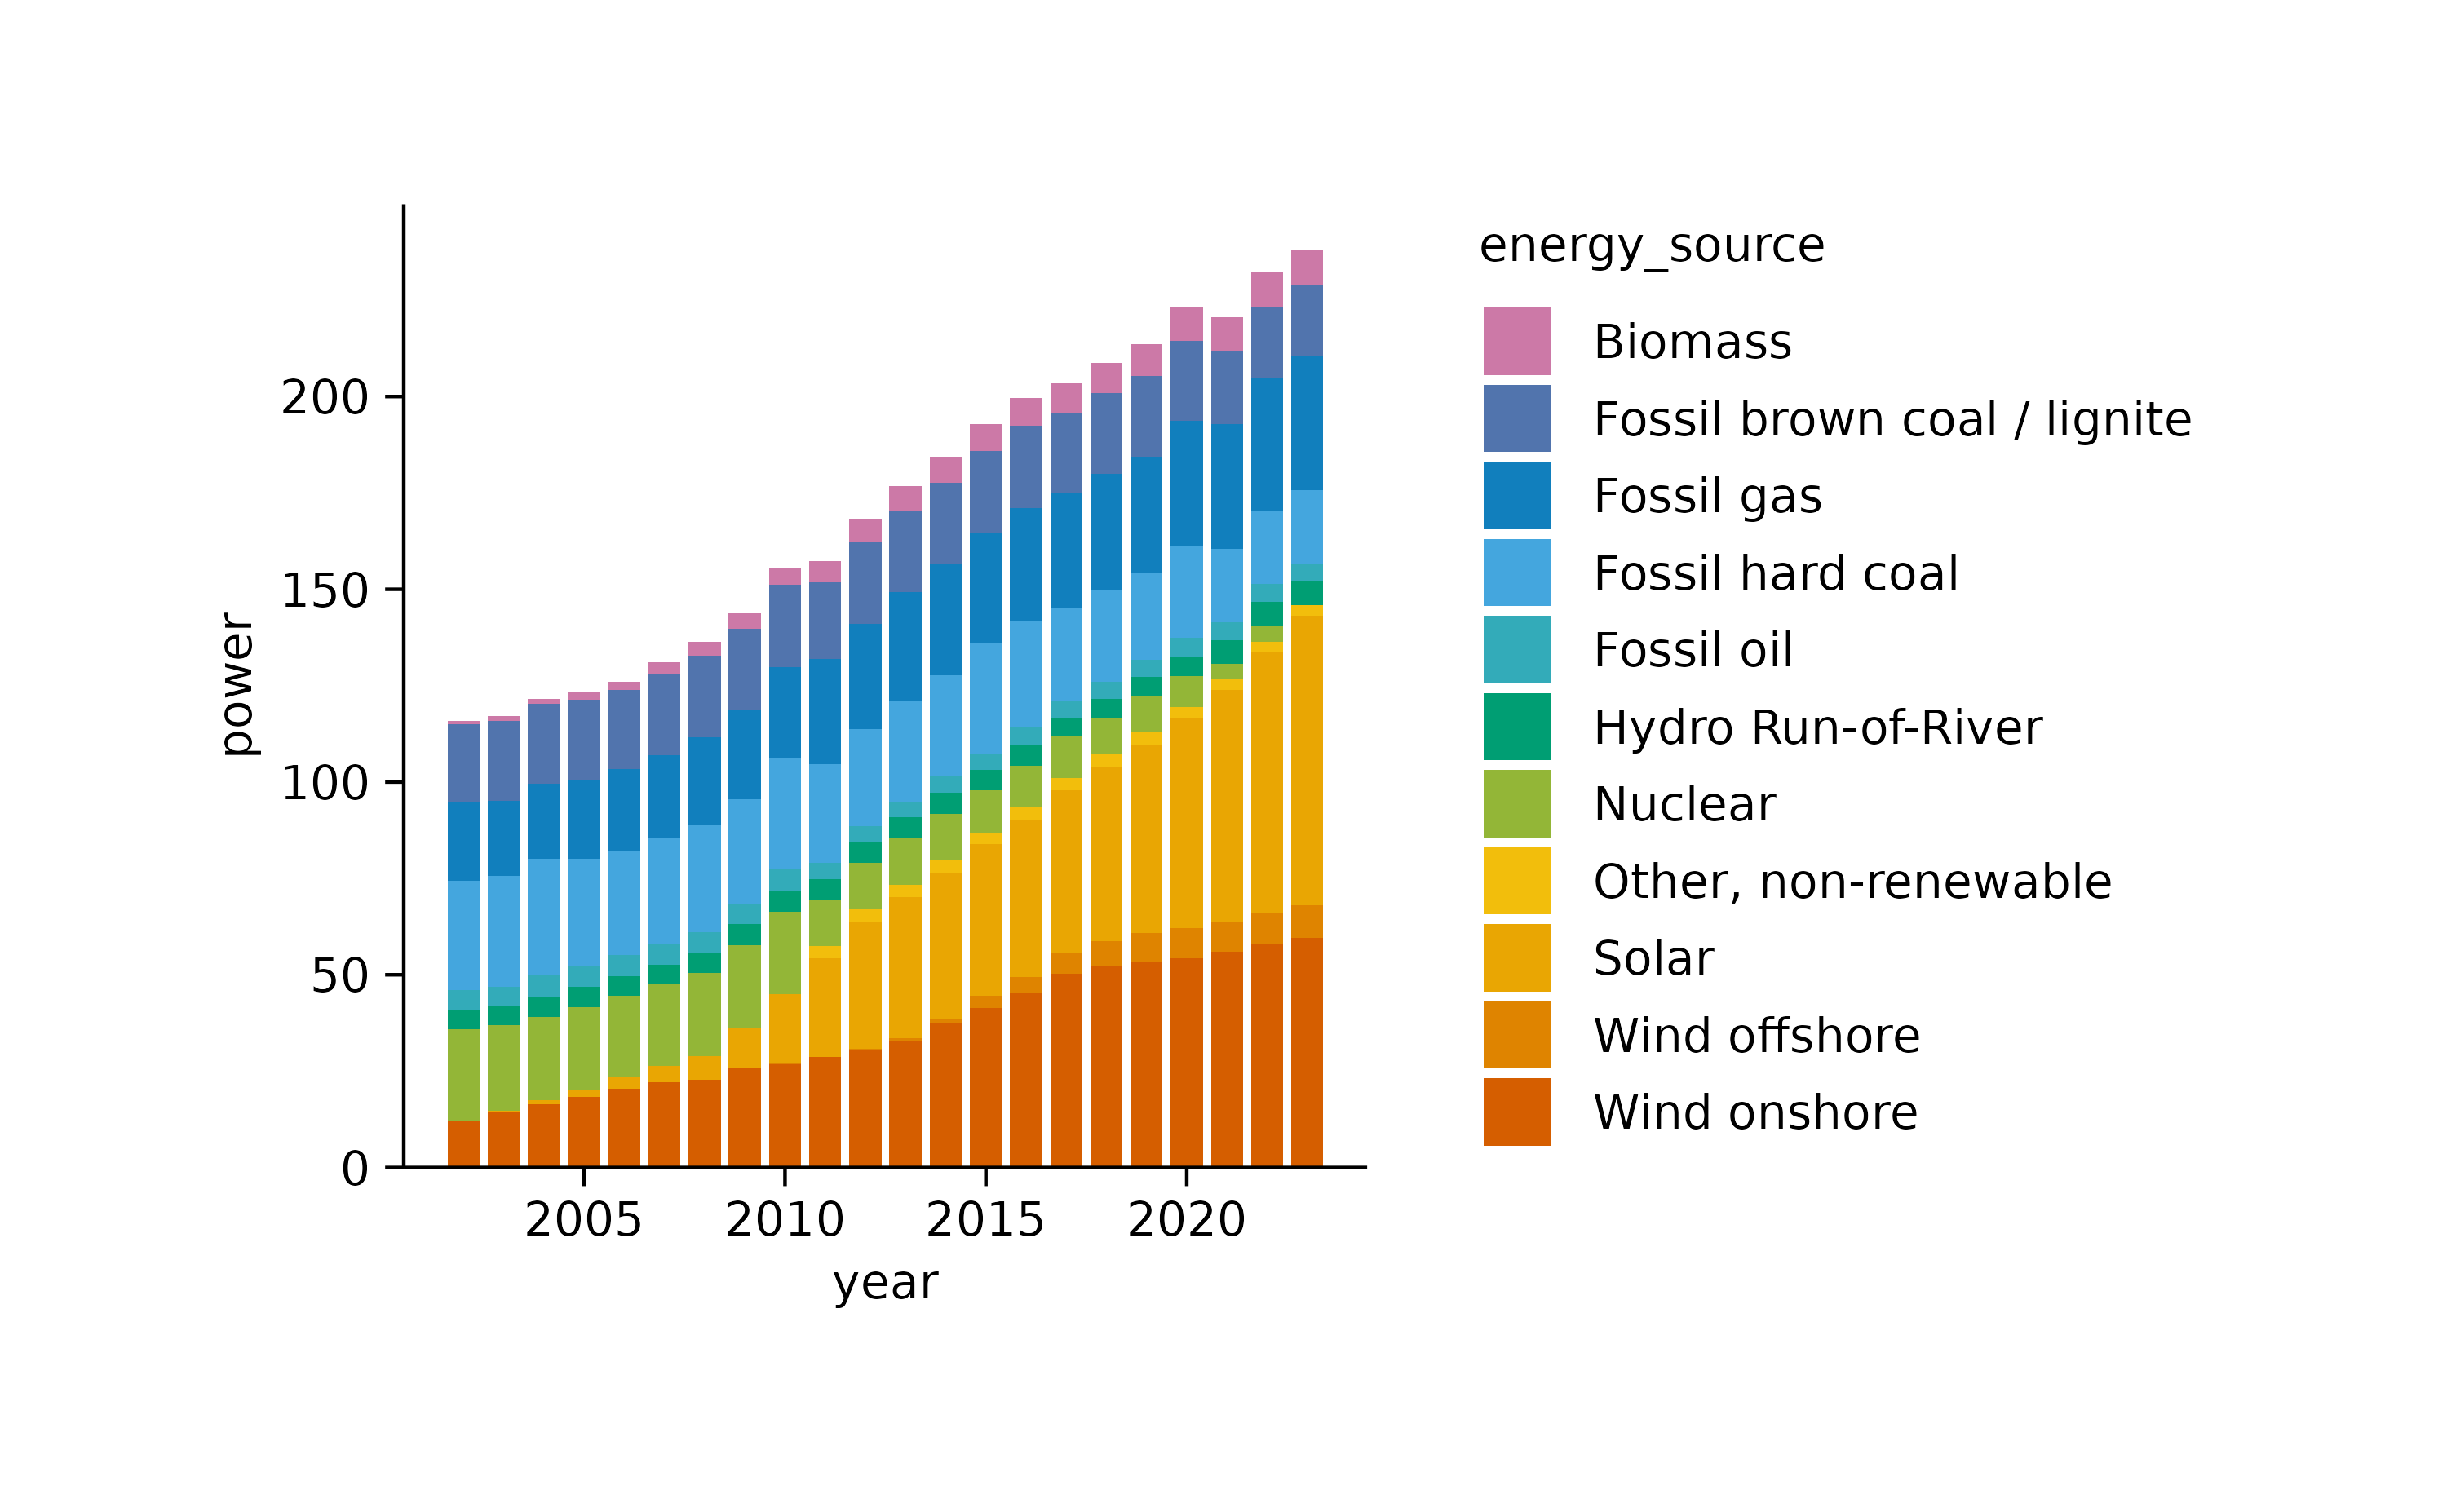 energy_source
Biomass
Fossil brown coal / lignite
Fossil gas
Fossil hard coal
Fossil oil
Hydro Run-of-River
Nuclear
Other, non-renewable
Solar
Wind offshore
Wind onshore
power
200
150
100
50
0
2005 2010 2015 2020
year